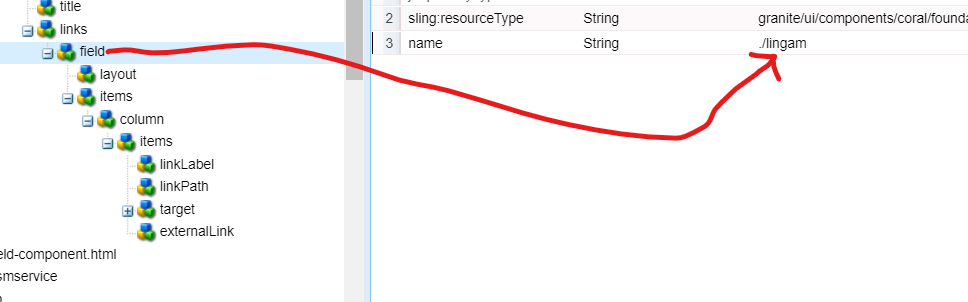 title
links
field
layout
items
column
items
linkLabel
linkPath
target
externalLink
eld-component.html
smservice
2 sling:resourceType String granite/ui/components/coral/founda
3 name String ./lingam